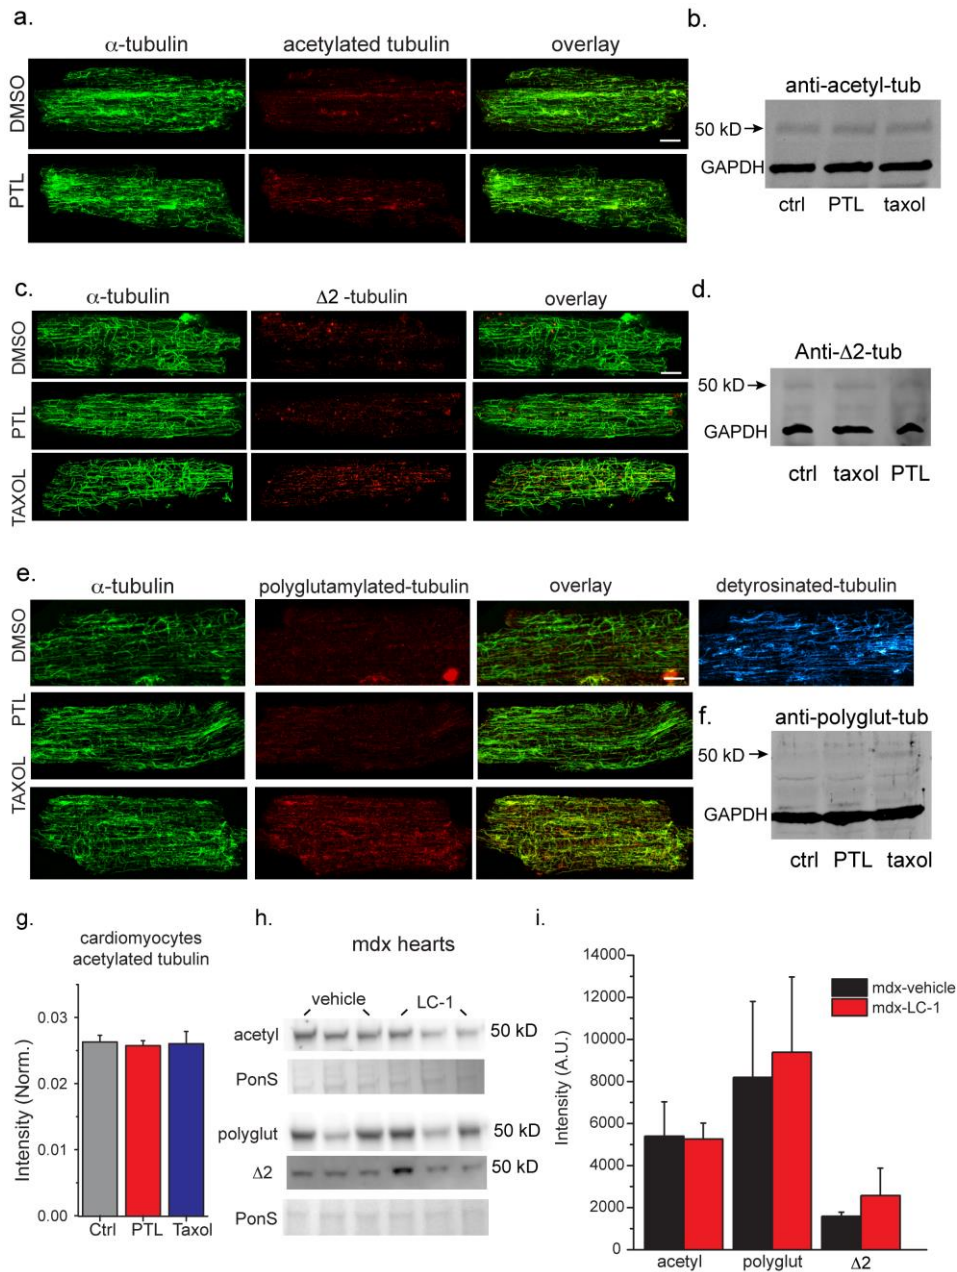 a.
α-tubulin acetylated tubulin overlay
DMSO
PTL
b.
anti-acetyl-tub
50 kD
GAPDH
ctrl PTL taxol
c.
α-tubulin Δ2 -tubulin overlay
DMSO
PTL
TAXOL
d.
Anti-Δ2-tub
50 kD
GAPDH
ctrl taxol PTL
e.
α-tubulin polyglutamylated-tubulin overlay detyrosinated-tubulin
DMSO
PTL
TAXOL
f.
anti-polyglut-tub
50 kD
GAPDH
ctrl PTL taxol
g.
cardiomyocytes
acetylated tubulin
Intensity (Norm.)
0.03
0.02
0.01
0.00
Ctrl PTL Taxol
h.
mdx hearts
vehicle LC-1
acetyl 50 kD
PonS
polyglut 50 kD
Δ2 50 kD
PonS
i.
Intensity (A.U.)
14000
12000
10000
8000
6000
4000
2000
0
mdx-vehicle
mdx-LC-1
acetyl polyglut Δ2